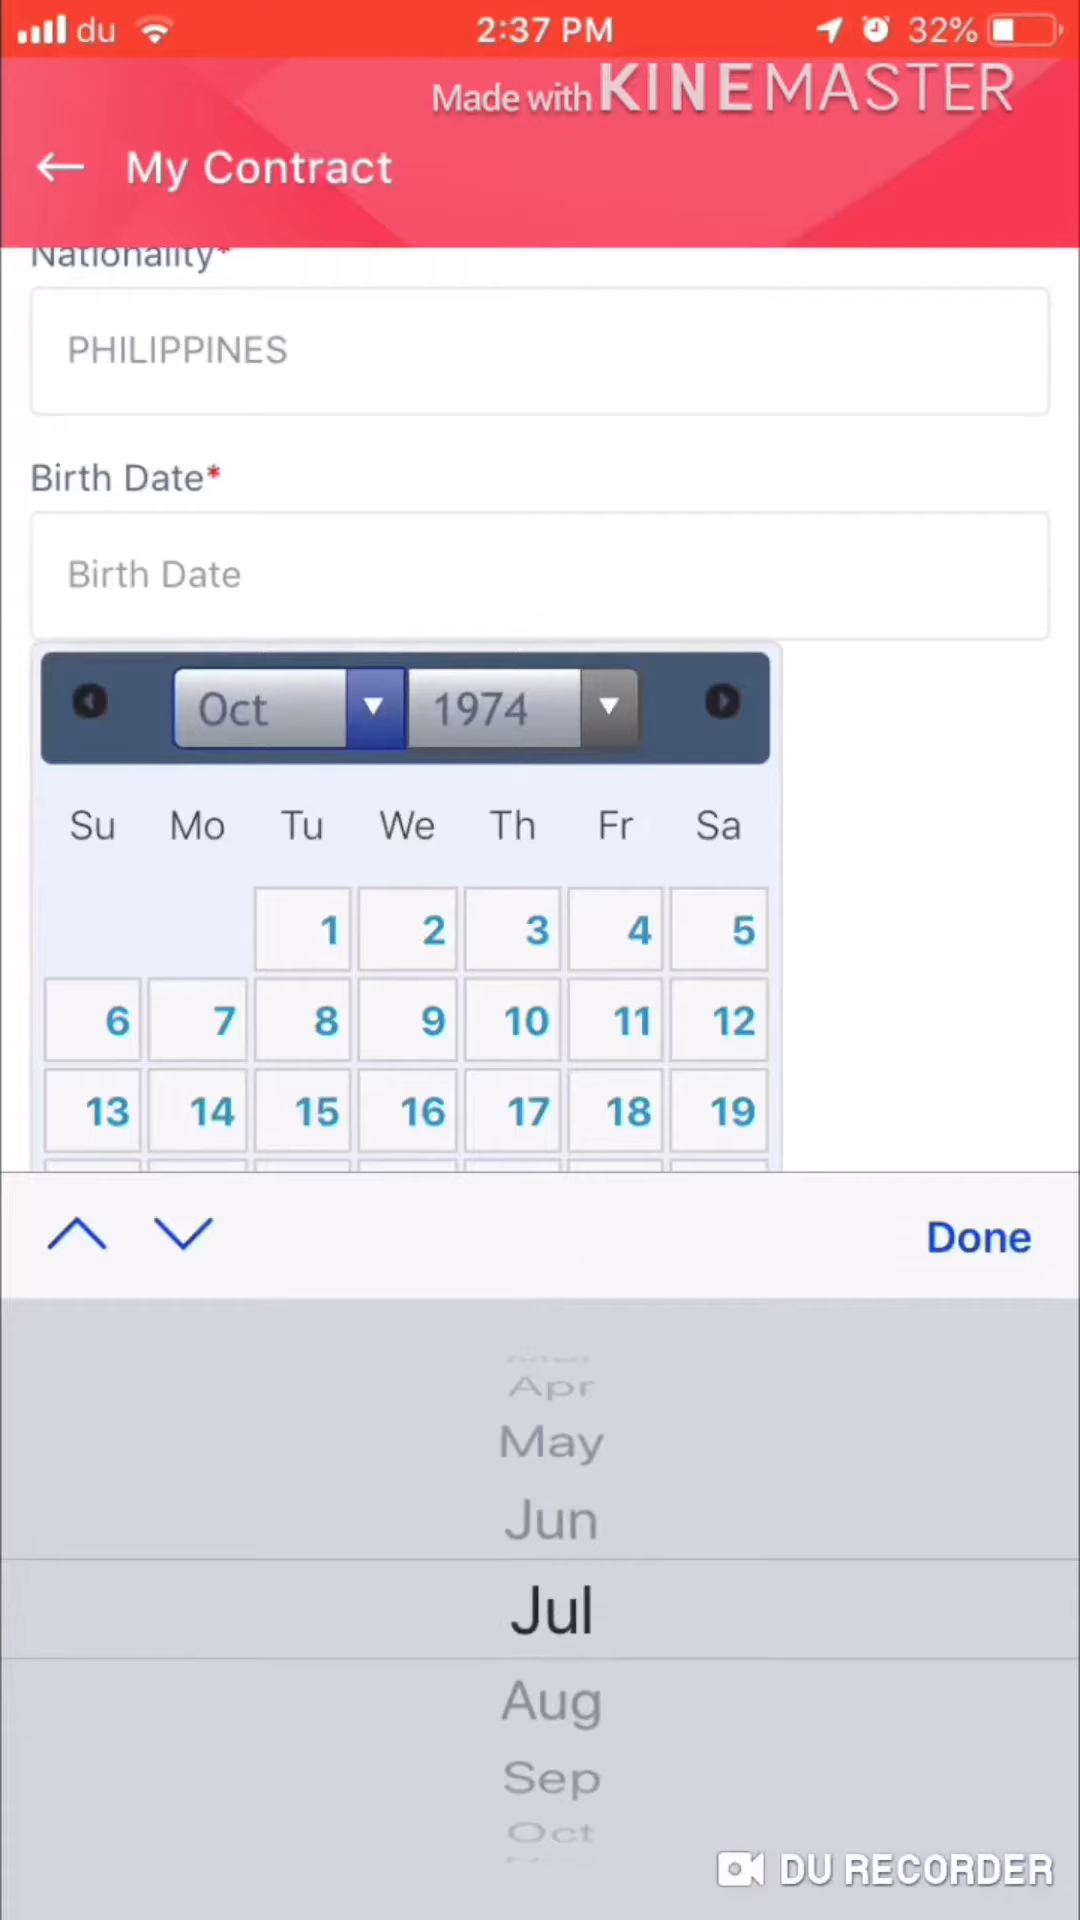 du 2:37 PM 32%
Made with KINEMASTER
My Contract
Nationality*
PHILIPPINES
Birth Date*
Birth Date
Oct 1974
Su Mo Tu We Th Fr Sa
1 2 3 4 5
6 7 8 9 10 11 12
13 14 15 16 17 18 19
Done
Apr
May
Jun
Jul
Aug
Sep
Oct
DU RECORDER